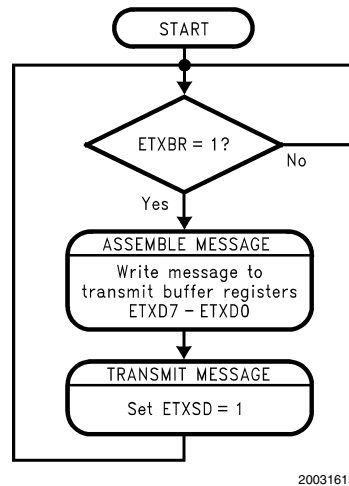 START
ETXBR = 1?
No
Yes
ASSEMBLE MESSAGE
Write message to
transmit buffer registers
ETXD7 – ETXD0
TRANSMIT MESSAGE
Set ETXSD = 1
2003161